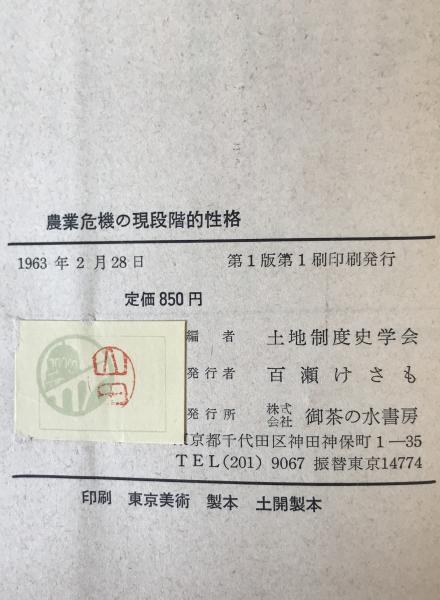 農業危機の現段階的性格
1963 年 2 月 28 日 第 1 版第 1 刷印刷発行
定価 850 円
編 者 土地制度史学会
発行者 百瀬けさも
発行所 株式会社 御茶の水書房
東京都千代田区神田神保町 1―35
TEL(201) 9067 振替東京14774
印刷 東京美術 製本 土開製本